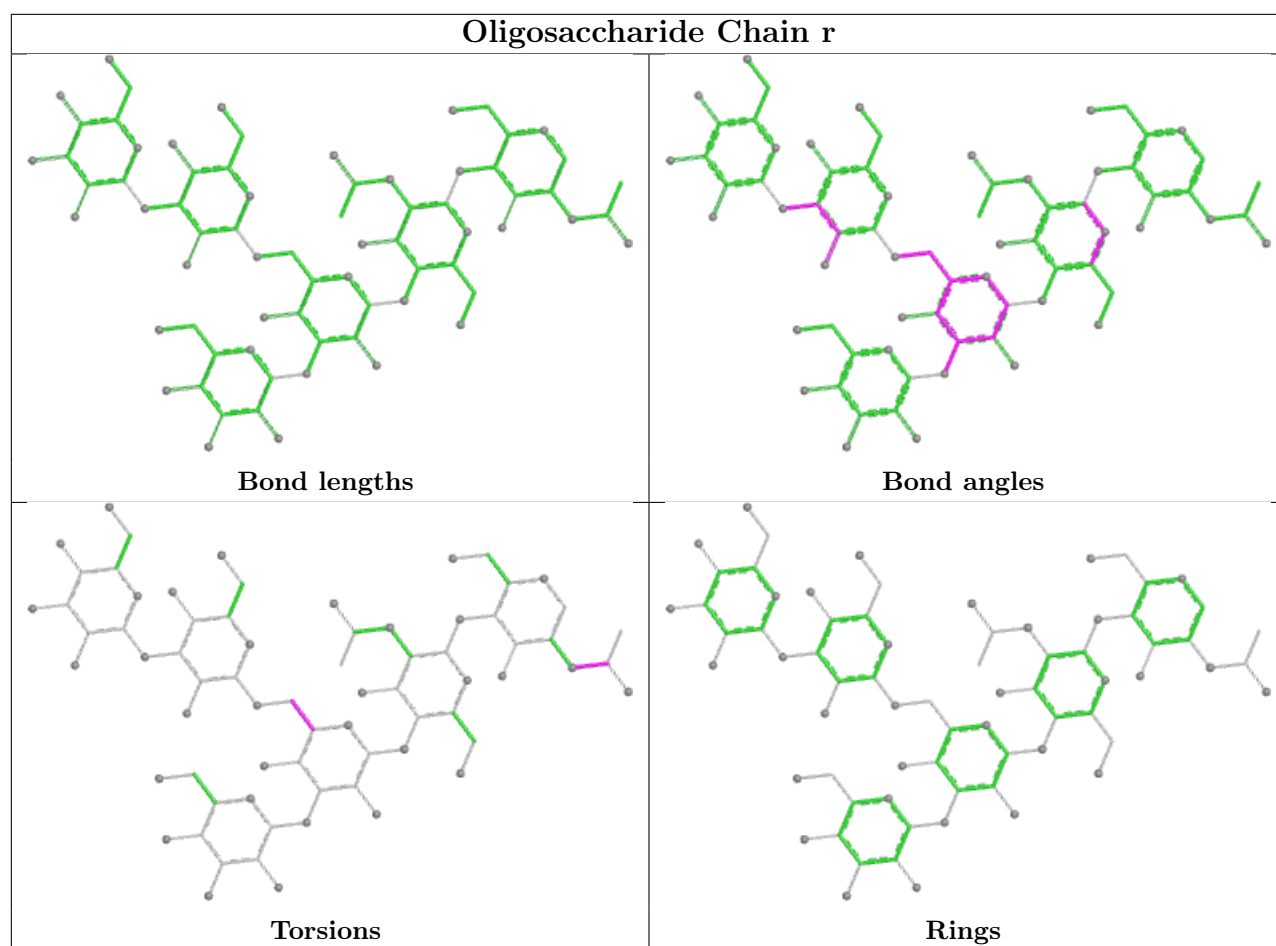 Oligosaccharide Chain r
Bond lengths
Bond angles
Torsions
Rings